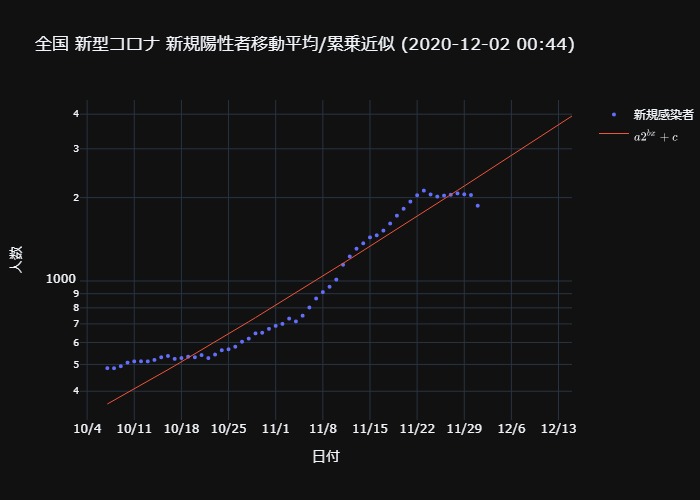 全国 新型コロナ 新規陽性者移動平均/累乗近似 (2020-12-02 00:44)
新規感染者
a2^{bx} + c
4
3
2
1000
9
8
7
6
5
4
人数
10/4 10/11 10/18 10/25 11/1 11/8 11/15 11/22 11/29 12/6 12/13
日付